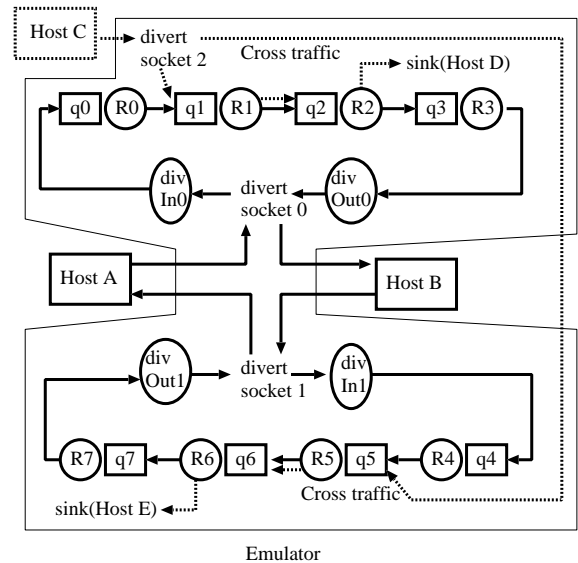 Host C
divert
socket 2
Cross traffic
sink(Host D)
q0
R0
q1
R1
q2
R2
q3
R3
div
In0
divert
socket 0
div
Out0
Host A
Host B
div
Out1
divert
socket 1
div
In1
R7
q7
R6
q6
R5
q5
R4
q4
Cross traffic
sink(Host E)
Emulator